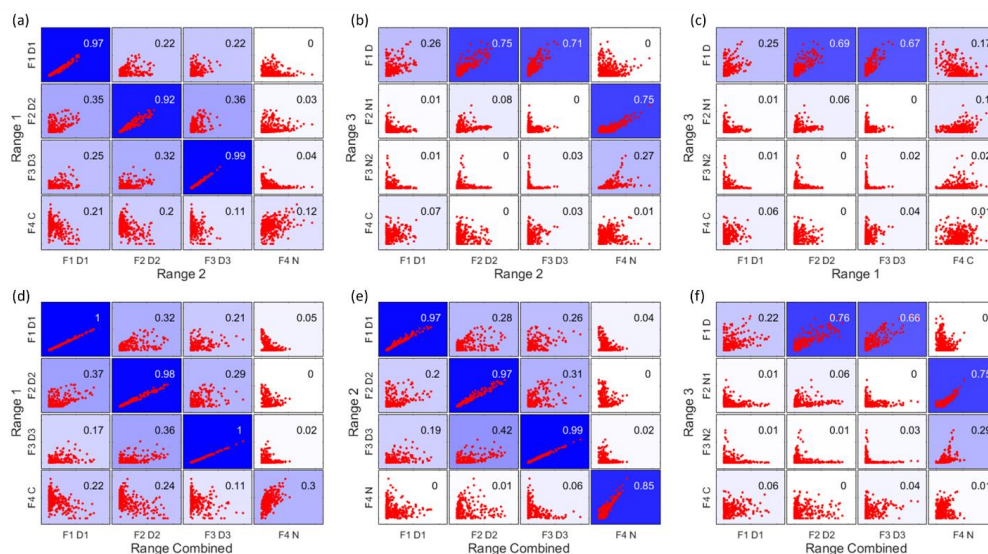 (a)
Range 1
F1 D1
0.97
0.22
0.22
0
F2 D2
0.35
0.92
0.36
0.03
F3 D3
0.25
0.32
0.99
0.04
F4 C
0.21
0.2
0.11
0.12
F1 D1
F2 D2
F3 D3
F4 N
Range 2
(b)
Range 3
F1 D
0.26
0.75
0.71
0
F2 N1
0.01
0.08
0
0.75
F3 N2
0.01
0
0.03
0.27
F4 C
0.07
0
0.03
0.01
F1 D1
F2 D2
F3 D3
F4 N
Range 2
(c)
Range 3
F1 D
0.25
0.69
0.67
0.17
F2 N1
0.01
0.06
0
0.1
F3 N2
0.01
0
0.02
0.02
F4 C
0.06
0
0.04
0.01
F1 D1
F2 D2
F3 D3
F4 C
Range 1
(d)
Range 1
F1 D1
1
0.32
0.21
0.05
F2 D2
0.37
0.98
0.29
0
F3 D3
0.17
0.36
1
0.02
F4 C
0.22
0.24
0.11
0.3
F1 D1
F2 D2
F3 D3
F4 N
Range Combined
(e)
Range 2
F1 D1
0.97
0.28
0.26
0.04
F2 D2
0.2
0.97
0.31
0
F3 D3
0.19
0.42
0.99
0.02
F4 N
0
0.01
0.06
0.85
F1 D1
F2 D2
F3 D3
F4 N
Range Combined
(f)
Range 3
F1 D
0.22
0.76
0.66
0
F2 N1
0.01
0.06
0
0.75
F3 N2
0.01
0.01
0.03
0.29
F4 C
0.06
0
0.04
0.01
F1 D1
F2 D2
F3 D3
F4 N
Range Combined